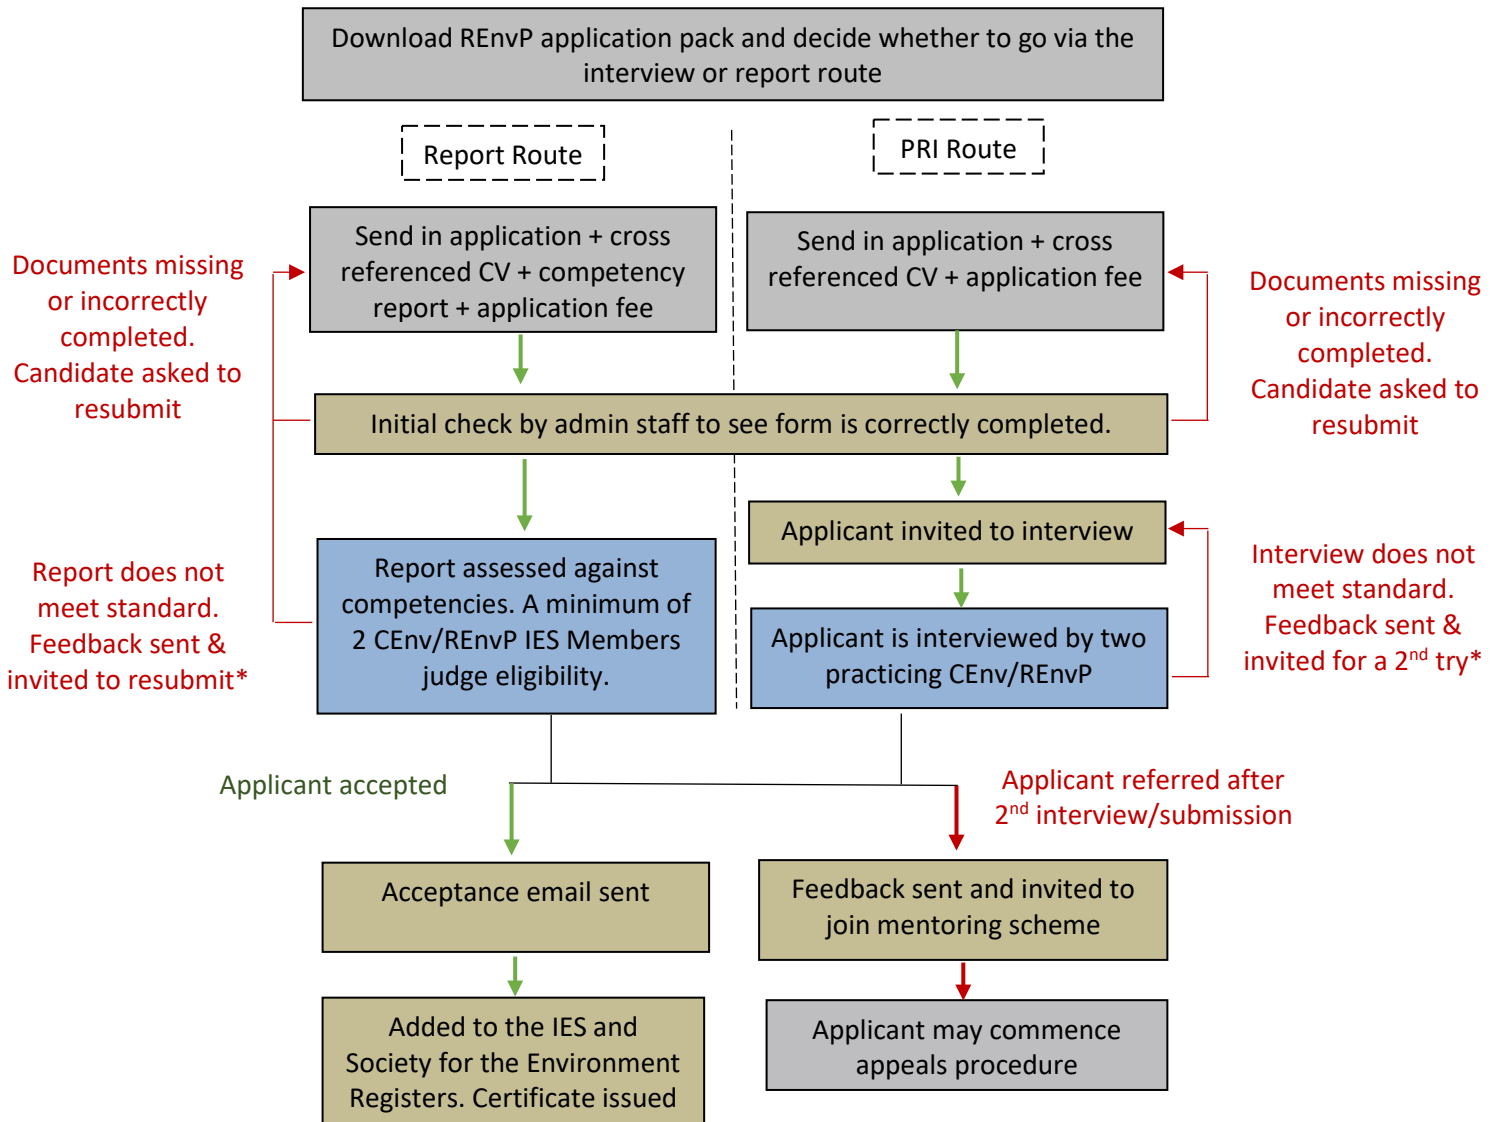 Download REnvP application pack and decide whether to go via the
interview or report route
Report Route
PRI Route
Send in application + cross
referenced CV + competency
report + application fee
Send in application + cross
referenced CV + application fee
Documents missing
or incorrectly
completed.
Candidate asked to
resubmit
Documents missing
or incorrectly
completed.
Candidate asked to
resubmit
Initial check by admin staff to see form is correctly completed.
Applicant invited to interview
Report does not
meet standard.
Feedback sent &
invited to resubmit*
Report assessed against
competencies. A minimum of
2 CEnv/REnvP IES Members
judge eligibility.
Applicant is interviewed by two
practicing CEnv/REnvP
Interview does not
meet standard.
Feedback sent &
invited for a 2nd try*
Applicant accepted
Applicant referred after
2nd interview/submission
Acceptance email sent
Feedback sent and invited to
join mentoring scheme
Added to the IES and
Society for the Environment
Registers. Certificate issued
Applicant may commence
appeals procedure